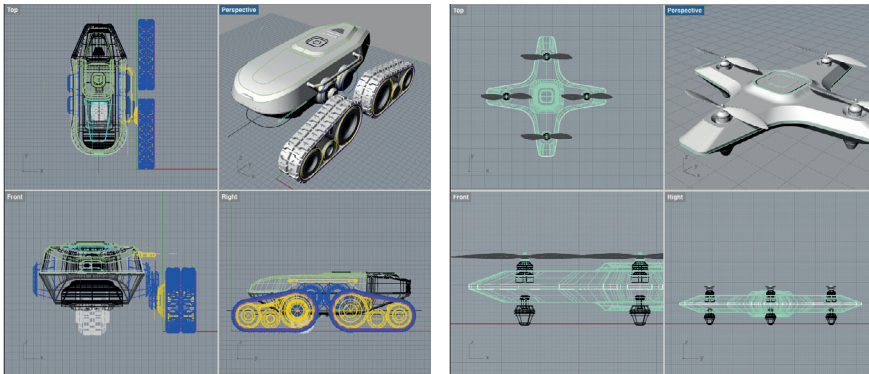 Top
Perspective
Front
Right
Top
Perspective
Front
Right